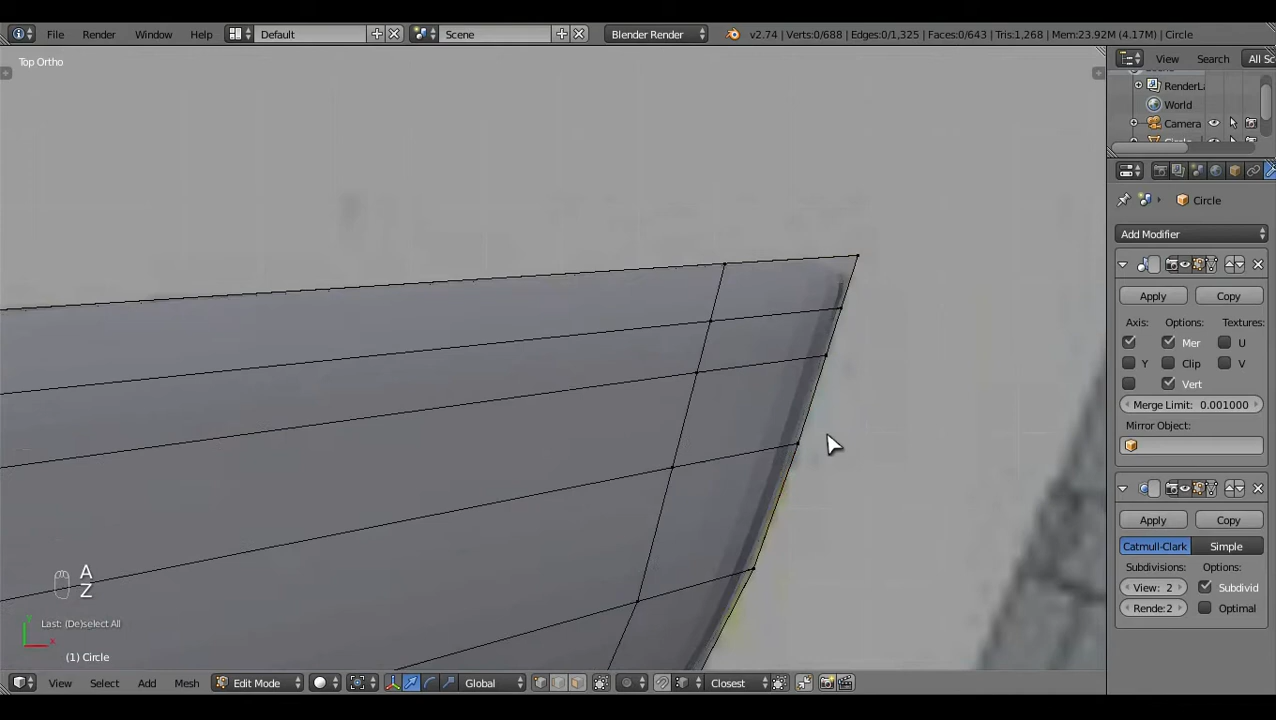 File Render Window Help Default Scene Blender Render v2.74 | Verts:0/688 | Edges:0/1,325 | Faces:0/643 | Tris:1,268 | Mem:23.92M (4.17M) | Circle
Top Ortho
View Search All Sc
RenderLa
World
Camera
Circle
Add Modifier
Apply Copy
Axis: Options: Textures:
Mer U
Y Clip V
Vert
Merge Limit: 0.001000
Mirror Object:
Apply Copy
Catmull-Clark Simple
Subdivisions: Options:
View: 2 Subdivid
Rende:2 Optimal
A
Z
Last: (De)select All
(1) Circle
View Select Add Mesh Edit Mode Global Closest